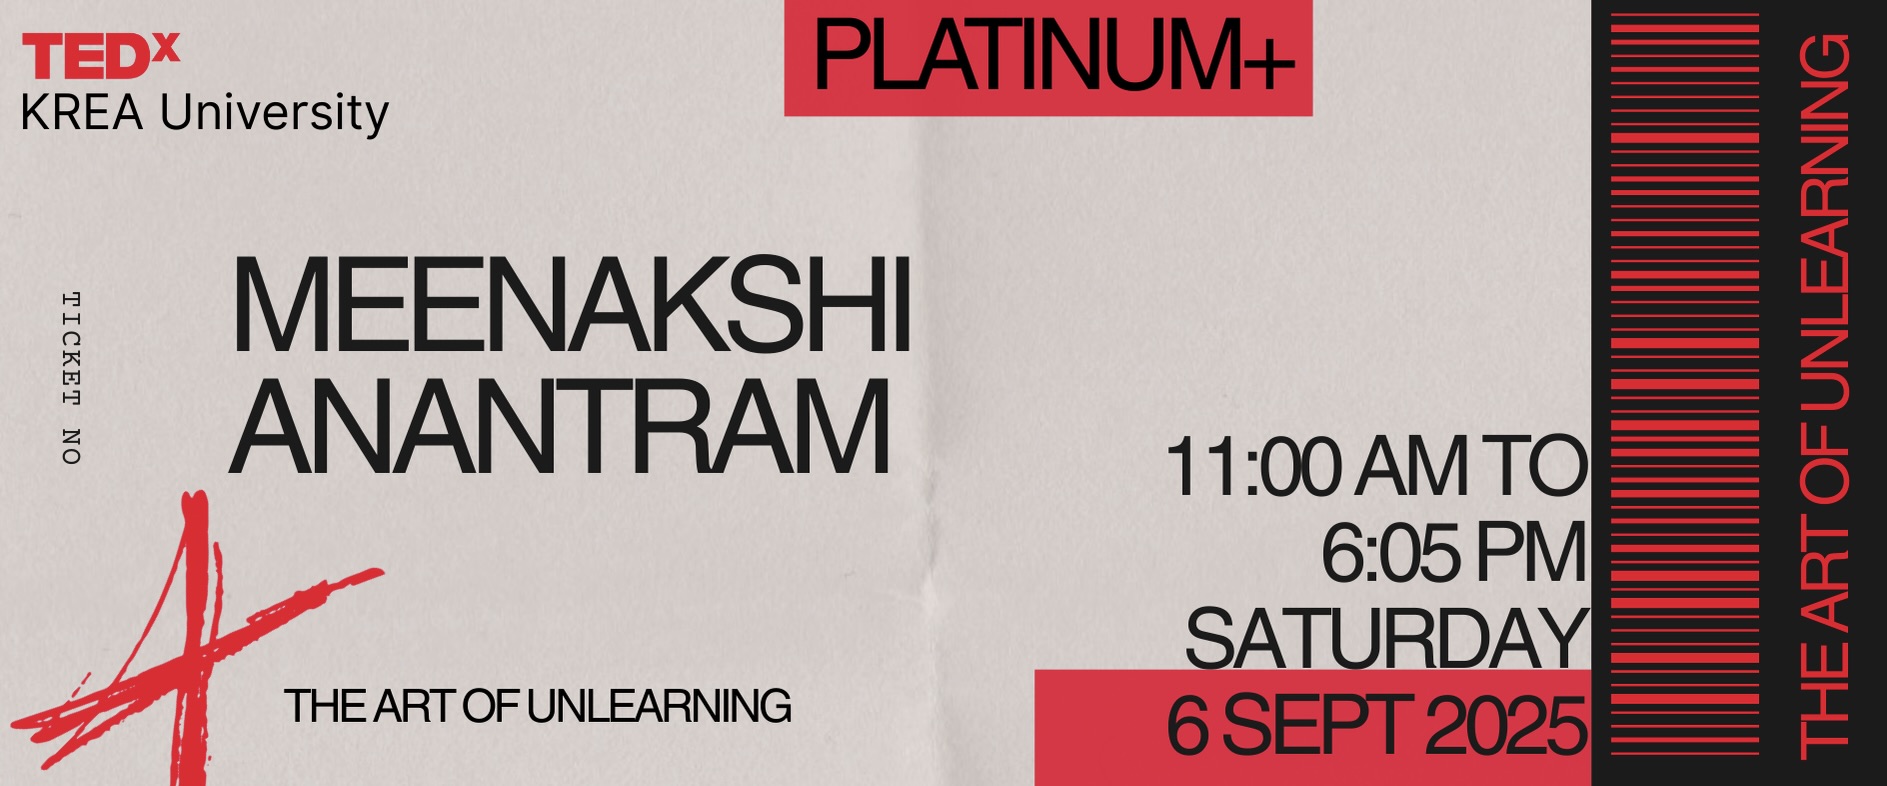 TEDx
KREA University
PLATINUM+
TICKET NO
MEENAKSHI
ANANTRAM
THE ART OF UNLEARNING
11:00 AM TO
6:05 PM
SATURDAY
6 SEPT 2025
THE ART OF UNLEARNING